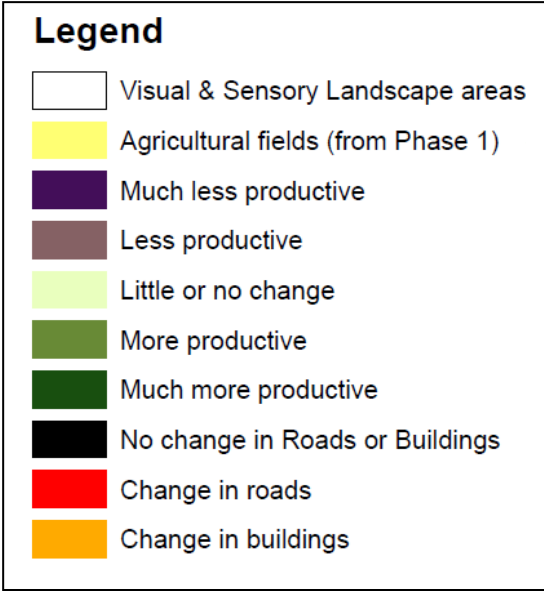 Legend
Visual & Sensory Landscape areas
Agricultural fields (from Phase 1)
Much less productive
Less productive
Little or no change
More productive
Much more productive
No change in Roads or Buildings
Change in roads
Change in buildings